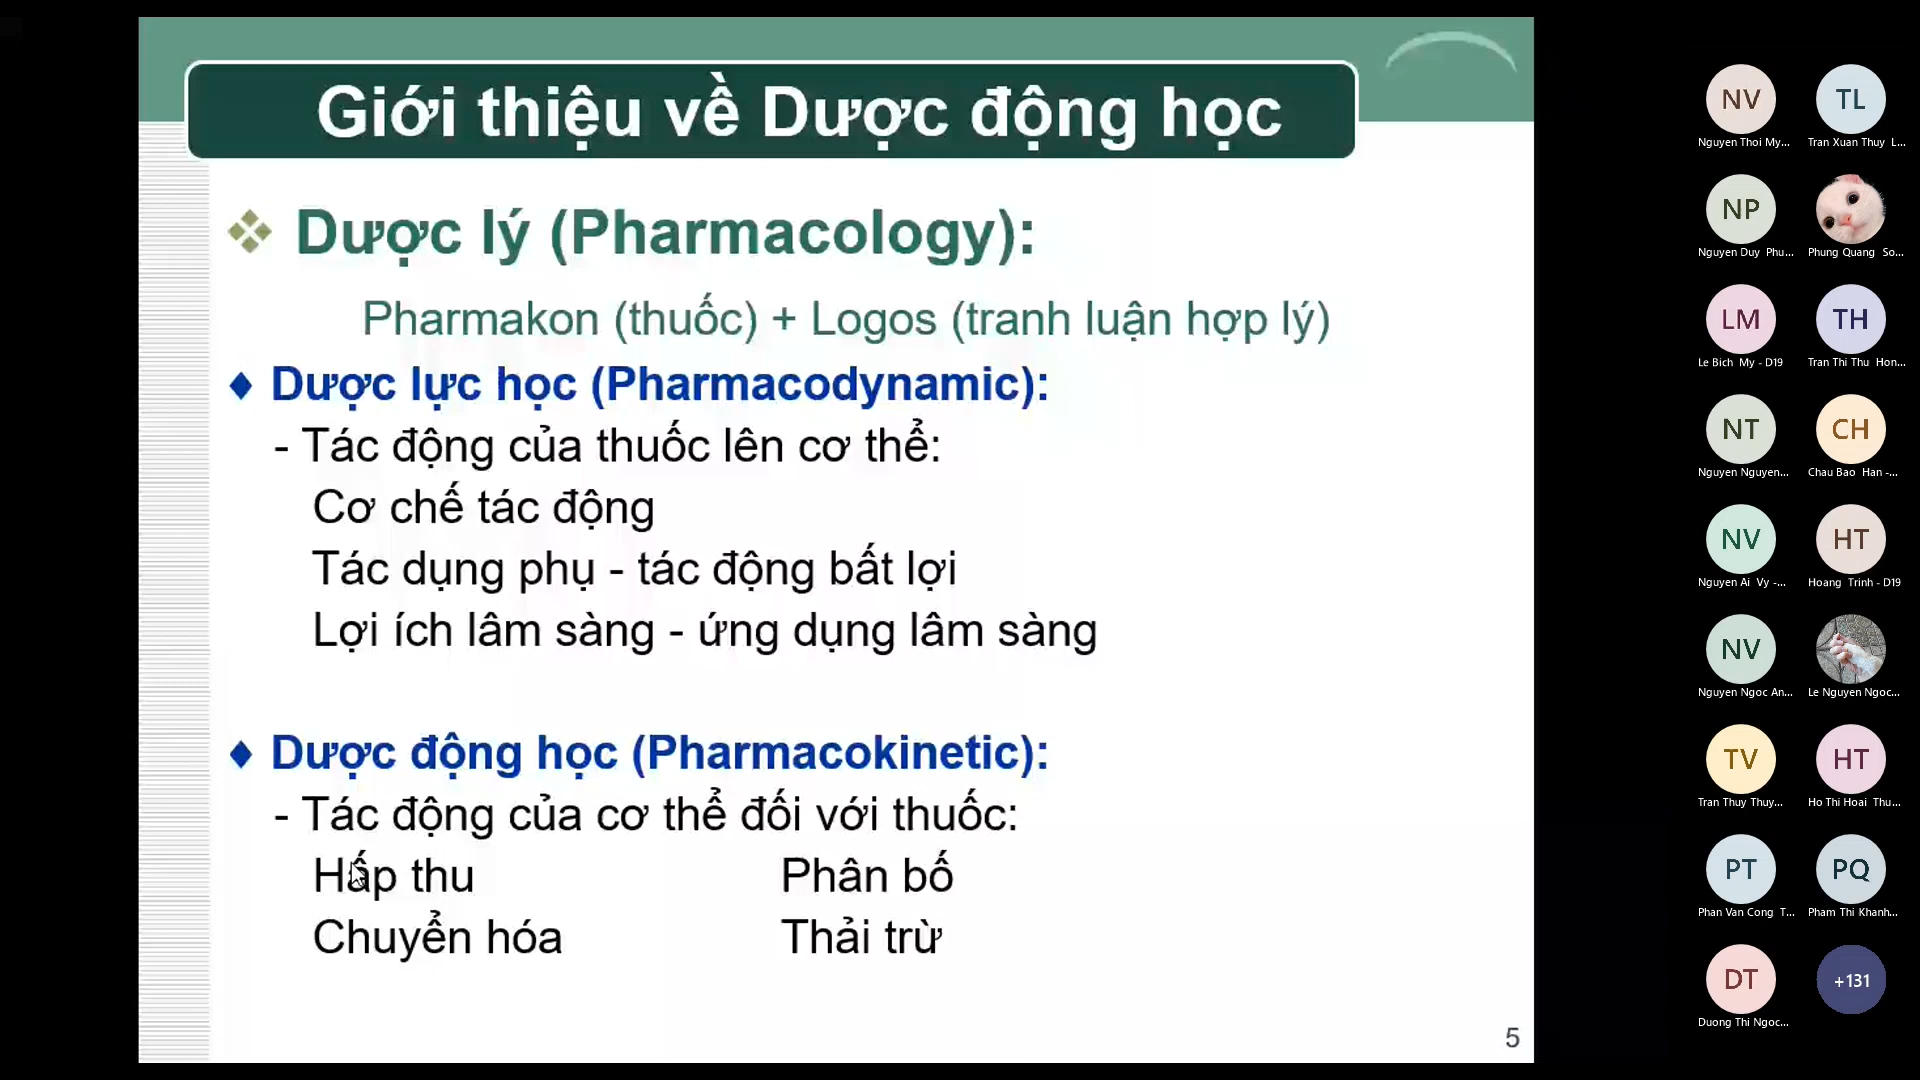 Giới thiệu về Dược động học
Dược lý (Pharmacology):
Pharmakon (thuốc) + Logos (tranh luận hợp lý)
Dược lực học (Pharmacodynamic):
- Tác động của thuốc lên cơ thể:
Cơ chế tác động
Tác dụng phụ - tác động bất lợi
Lợi ích lâm sàng - ứng dụng lâm sàng
Dược động học (Pharmacokinetic):
- Tác động của cơ thể đối với thuốc:
Hấp thu Phân bố
Chuyển hóa Thải trừ
5
NV TL
Nguyen Thoi My... Tran Xuan Thuy L...
NP
Nguyen Duy Phu... Phung Quang So...
LM TH
Le Bich My - D19 Tran Thi Thu Hon...
NT CH
Nguyen Nguyen... Chau Bao Han -...
NV HT
Nguyen Ai Vy -... Hoang Trinh - D19
NV
Nguyen Ngoc An... Le Nguyen Ngoc...
TV HT
Tran Thuy Thuy... Ho Thi Hoai Thu...
PT PQ
Phan Van Cong T... Pham Thi Khanh...
DT +131
Duong Thi Ngoc...